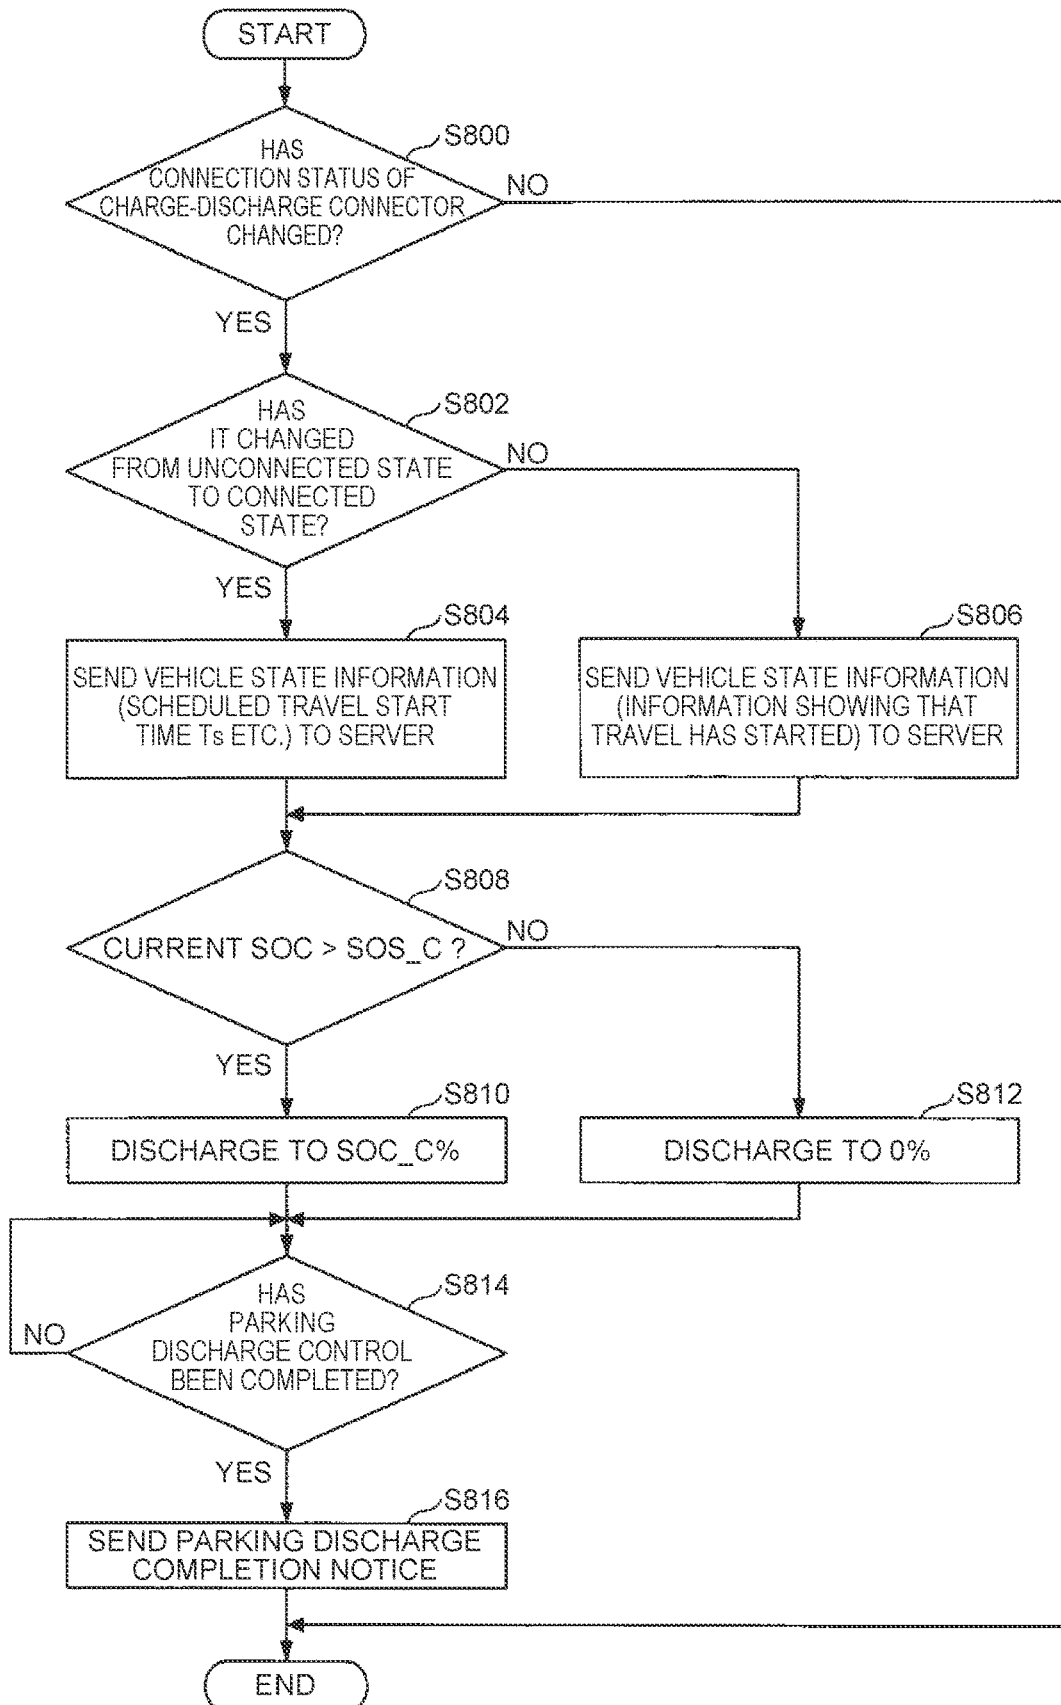 START
S800
HAS
CONNECTION STATUS OF
CHARGE-DISCHARGE CONNECTOR
CHANGED?
NO
YES
S802
HAS
IT CHANGED
FROM UNCONNECTED STATE
TO CONNECTED
STATE?
NO
YES
S804
SEND VEHICLE STATE INFORMATION
(SCHEDULED TRAVEL START
TIME Ts ETC.) TO SERVER
S806
SEND VEHICLE STATE INFORMATION
(INFORMATION SHOWING THAT
TRAVEL HAS STARTED) TO SERVER
S808
CURRENT SOC > SOS_C ?
NO
YES
S810
DISCHARGE TO SOC_C%
S812
DISCHARGE TO 0%
S814
HAS
PARKING
DISCHARGE CONTROL
BEEN COMPLETED?
NO
YES
S816
SEND PARKING DISCHARGE
COMPLETION NOTICE
END